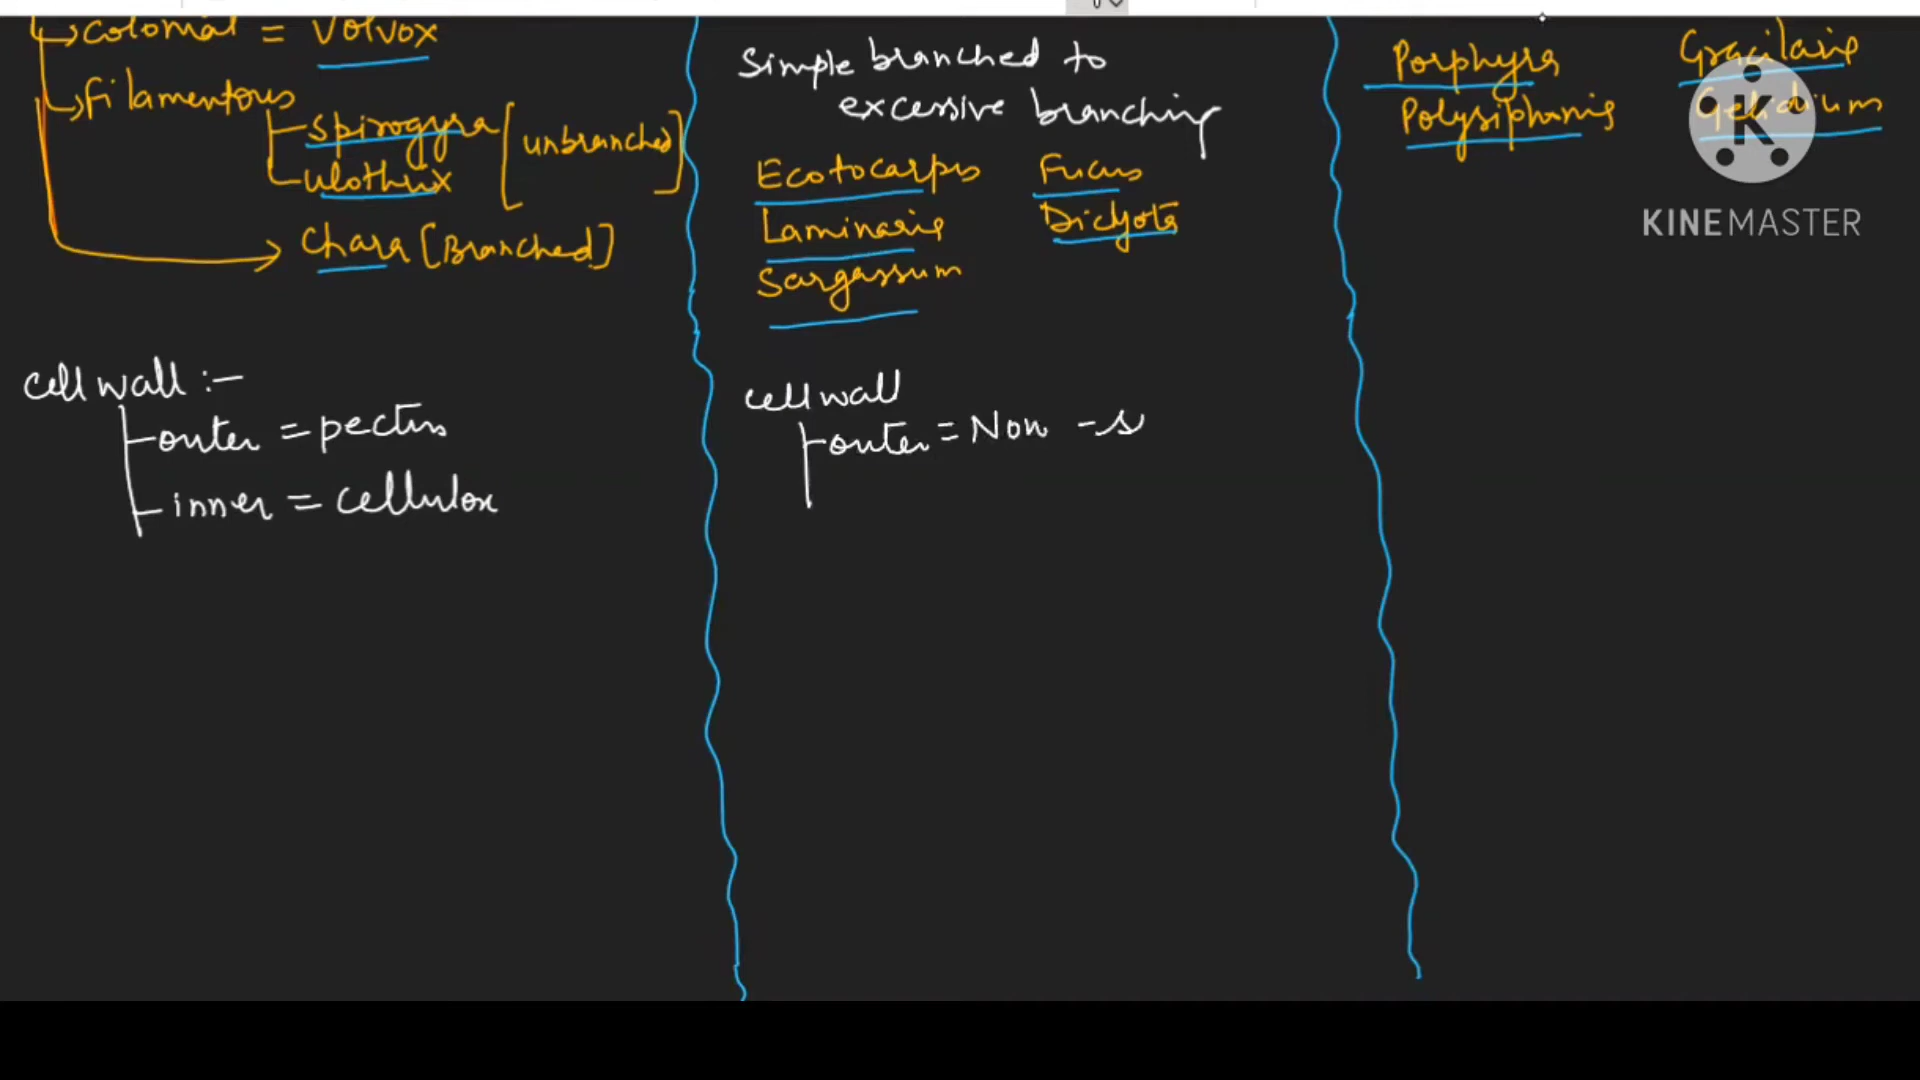 colonial = Volvox
filamentous
spirogyra
ulothrix
[unbranched]
chara [Branched]
cell wall :-
outer = pectin
inner = cellulose
simple branched to
excessive branching
Ecotocarpus Fucus
Laminaria Dictyota
Sargassum
cell wall
outer = Non - s
Porphyra Gracilaria
Polysiphonia Gelidium
KINEMASTER